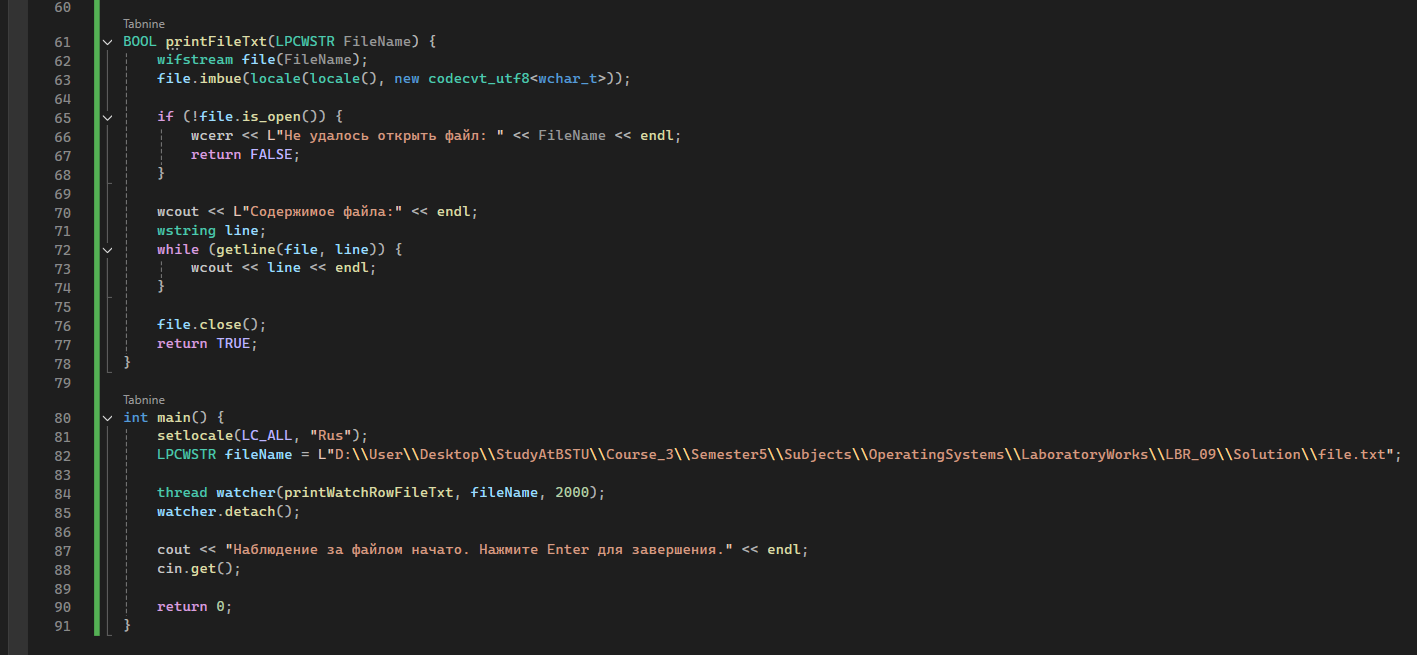 60
Tabnine
61 BOOL printFileTxt(LPCWSTR FileName) {
62 wifstream file(FileName);
63 file.imbue(locale(locale(), new codecvt_utf8<wchar_t>));
64
65 if (!file.is_open()) {
66 wcerr << L"Не удалось открыть файл: " << FileName << endl;
67 return FALSE;
68 }
69
70 wcout << L"Содержимое файла:" << endl;
71 wstring line;
72 while (getline(file, line)) {
73 wcout << line << endl;
74 }
75
76 file.close();
77 return TRUE;
78 }
79
Tabnine
80 int main() {
81 setlocale(LC_ALL, "Rus");
82 LPCWSTR fileName = L"D:\\User\\Desktop\\StudyAtBSTU\\Course_3\\Semester5\\Subjects\\OperatingSystems\\LaboratoryWorks\\LBR_09\\Solution\\file.txt";
83
84 thread watcher(printWatchRowFileTxt, fileName, 2000);
85 watcher.detach();
86
87 cout << "Наблюдение за файлом начато. Нажмите Enter для завершения." << endl;
88 cin.get();
89
90 return 0;
91 }